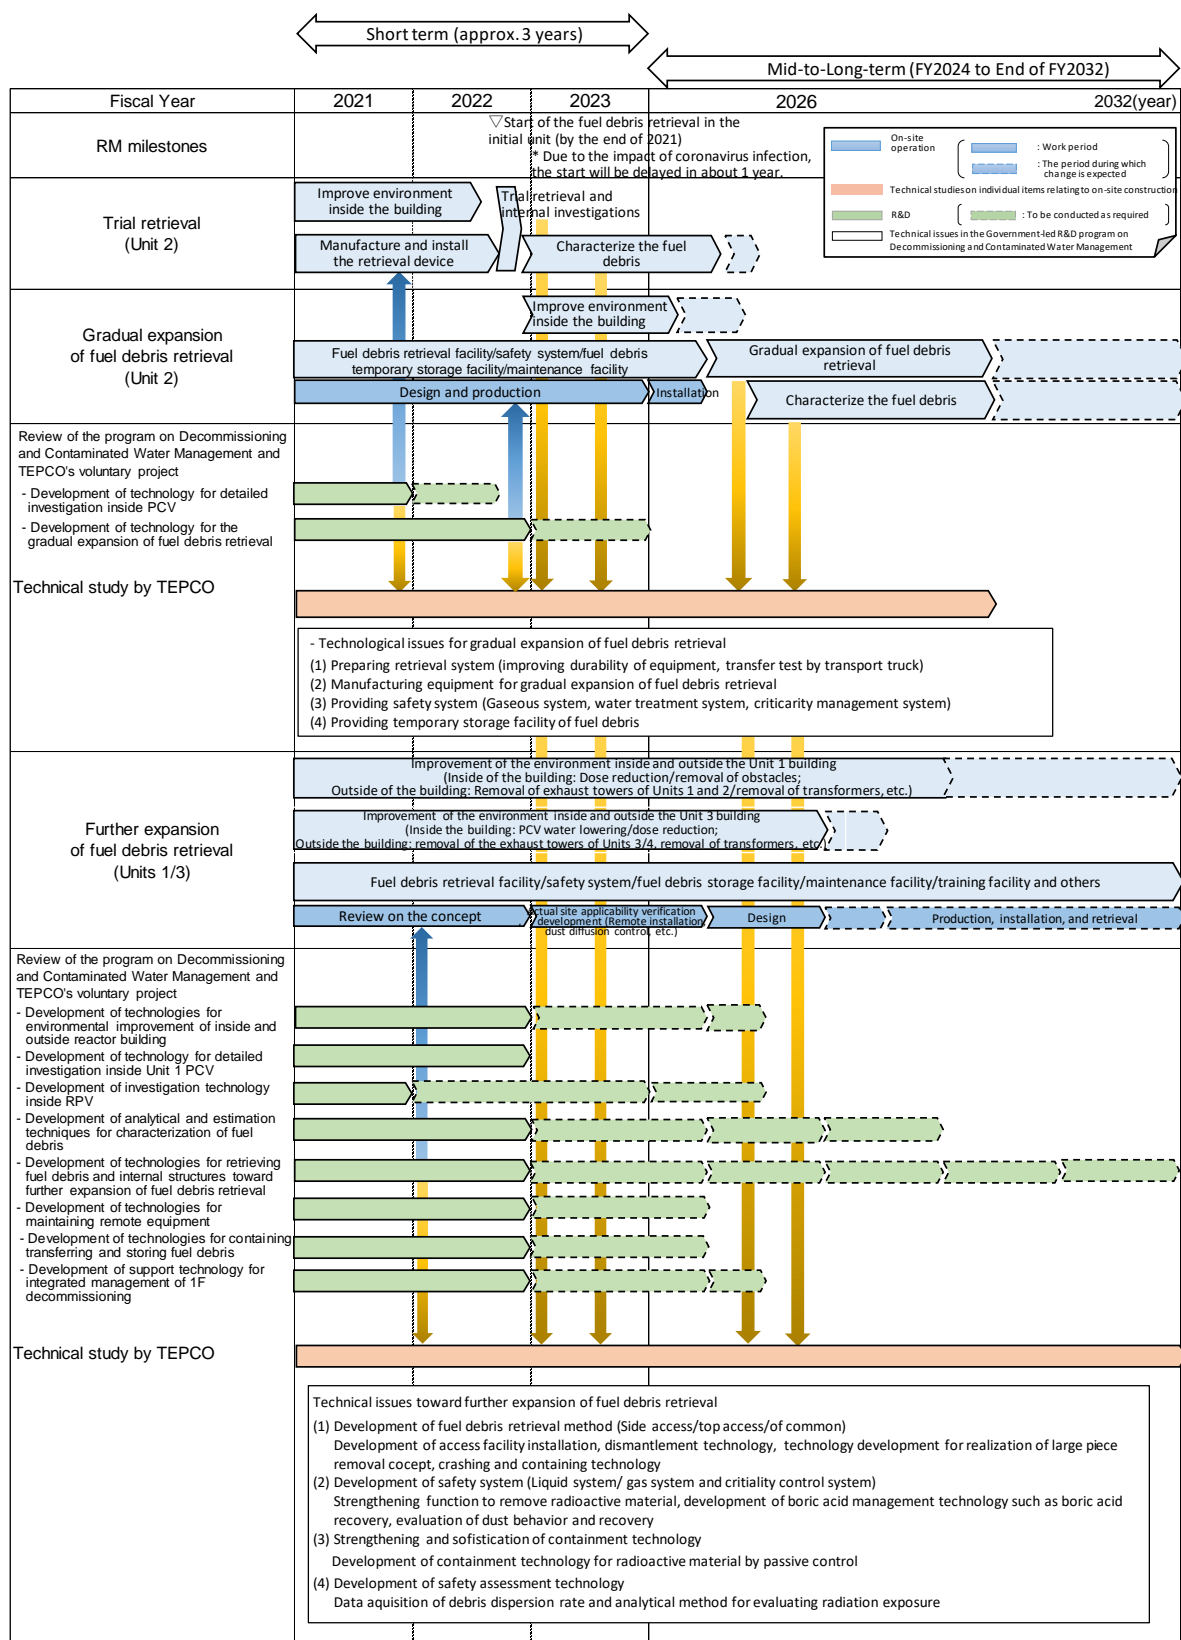 Short term (approx. 3 years)
Mid-to-Long-term (FY2024 to End of FY2032)
Fiscal Year
2021
2022
2023
2026
2032(year)
RM milestones
▽Start of the fuel debris retrieval in the
initial unit (by the end of 2021)
* Due to the impact of coronavirus infection,
the start will be delayed in about 1 year.
On-site
operation
: Work period
: The period during which
change is expected
Technical studies on individual items relating to on-site construction
R&D
: To be conducted as required
Technical issues in the Government-led R&D program on
Decommissioning and Contaminated Water Management
Trial retrieval
(Unit 2)
Improve environment
inside the building
Trial retrieval and
internal investigations
Manufacture and install
the retrieval device
Characterize the fuel
debris
Gradual expansion
of fuel debris retrieval
(Unit 2)
Improve environment
inside the building
Fuel debris retrieval facility/safety system/fuel debris
temporary storage facility/maintenance facility
Gradual expansion of fuel debris
retrieval
Design and production
Installation
Characterize the fuel debris
Review of the program on Decommissioning
and Contaminated Water Management and
TEPCO's voluntary project
- Development of technology for detailed
investigation inside PCV
- Development of technology for the
gradual expansion of fuel debris retrieval
Technical study by TEPCO
- Technological issues for gradual expansion of fuel debris retrieval
(1) Preparing retrieval system (improving durability of equipment, transfer test by transport truck)
(2) Manufacturing equipment for gradual expansion of fuel debris retrieval
(3) Providing safety system (Gaseous system, water treatment system, criticarity management system)
(4) Providing temporary storage facility of fuel debris
Further expansion
of fuel debris retrieval
(Units 1/3)
Improvement of the environment inside and outside the Unit 1 building
(Inside of the building: Dose reduction/removal of obstacles;
Outside of the building: Removal of exhaust towers of Units 1 and 2/removal of transformers, etc.)
Improvement of the environment inside and outside the Unit 3 building
(Inside the building: PCV water lowering/dose reduction;
Outside the building: removal of the exhaust towers of Units 3/4, removal of transformers, etc.)
Fuel debris retrieval facility/safety system/fuel debris storage facility/maintenance facility/training facility and others
Review on the concept
Actual site applicability verification
development (Remote installation
dust diffusion control, etc.)
Design
Production, installation, and retrieval
Review of the program on Decommissioning
and Contaminated Water Management and
TEPCO's voluntary project
- Development of technologies for
environmental improvement of inside and
outside reactor building
- Development of technology for detailed
investigation inside Unit 1 PCV
- Development of investigation technology
inside RPV
- Development of analytical and estimation
techniques for characterization of fuel
debris
- Development of technologies for retrieving
fuel debris and internal structures toward
further expansion of fuel debris retrieval
- Development of technologies for
maintaining remote equipment
- Development of technologies for containing
transferring and storing fuel debris
- Development of support technology for
integrated management of 1F
decommissioning
Technical study by TEPCO
Technical issues toward further expansion of fuel debris retrieval
(1) Development of fuel debris retrieval method (Side access/top access/of common)
Development of access facility installation, dismantlement technology, technology development for realization of large piece
removal cocept, crashing and containing technology
(2) Development of safety system (Liquid system/ gas system and critiality control system)
Strengthening function to remove radioactive material, development of boric acid management technology such as boric acid
recovery, evaluation of dust behavior and recovery
(3) Strengthening and sofistication of containment technology
Development of containment technology for radioactive material by passive control
(4) Development of safety assessment technology
Data aquisition of debris dispersion rate and analytical method for evaluating radiation exposure